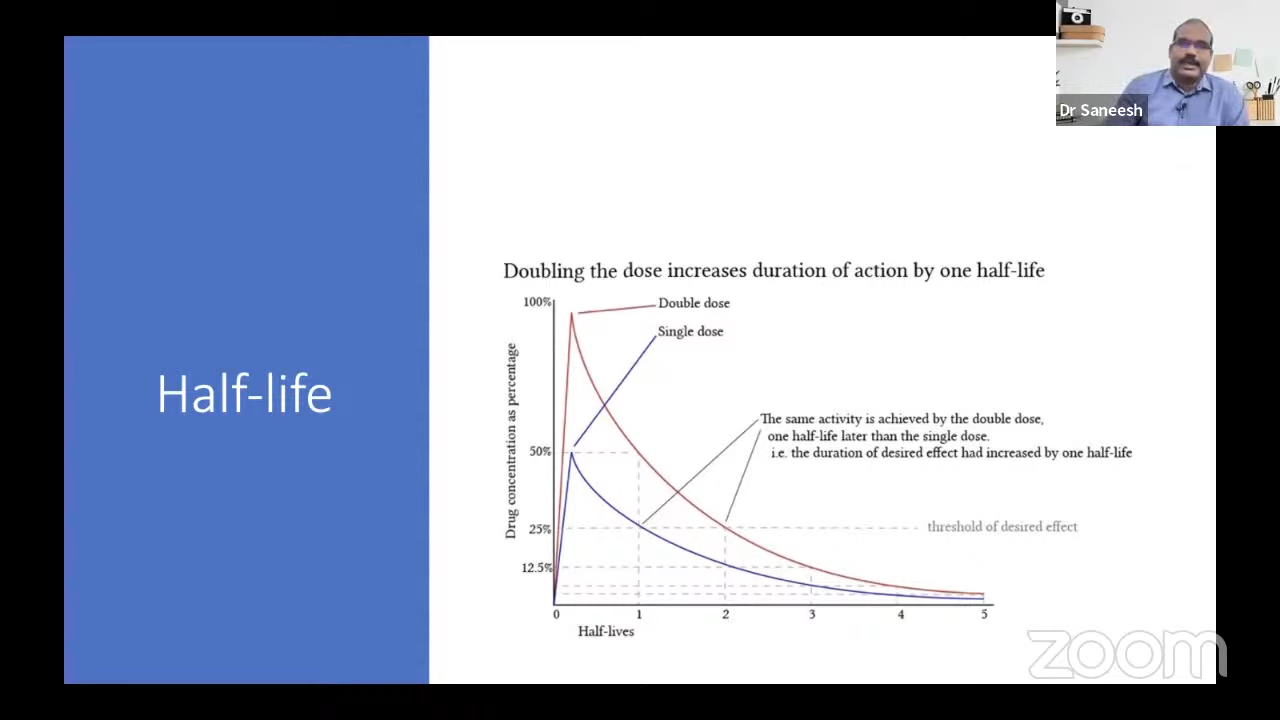 Dr Saneesh
Half-life
Doubling the dose increases duration of action by one half-life
100%
Double dose
Single dose
Drug concentration as percentage
The same activity is achieved by the double dose,
one half-life later than the single dose.
i.e. the duration of desired effect had increased by one half-life
50%
25%
threshold of desired effect
12.5%
0 1 2 3 4 5
Half-lives
zoom